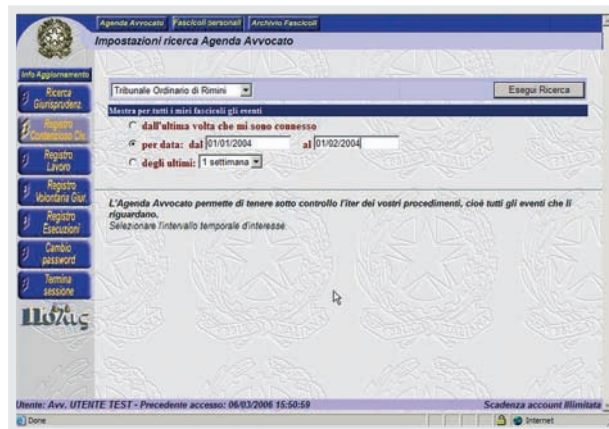 Agenda Avvocato Fascicoli personali Archivio Fascicoli
Impostazioni ricerca Agenda Avvocato
Info Aggiornamento
Ricerca
Giurisprudenz.
Registro
Contenzioso Civ.
Registro
Lavoro
Registro
Volontaria Giur.
Registro
Esecuzioni
Cambio
password
Termina
sessione
Πόλις
Tribunale Ordinario di Rimini
Esegui Ricerca
Mostra per tutti i miei fascicoli gli eventi
dall'ultima volta che mi sono connesso
per data: dal 01/01/2004 al 01/02/2004
degli ultimi: 1 settimana
L'Agenda Avvocato permette di tenere sotto controllo l'iter dei vostri procedimenti, cioè tutti gli eventi che li
riguardano.
Selezionare l'intervallo temporale d'interesse.
Utente: Avv. UTENTE TEST - Precedente accesso: 06/03/2006 15:50:59 Scadenza account Illimitata
Done Internet